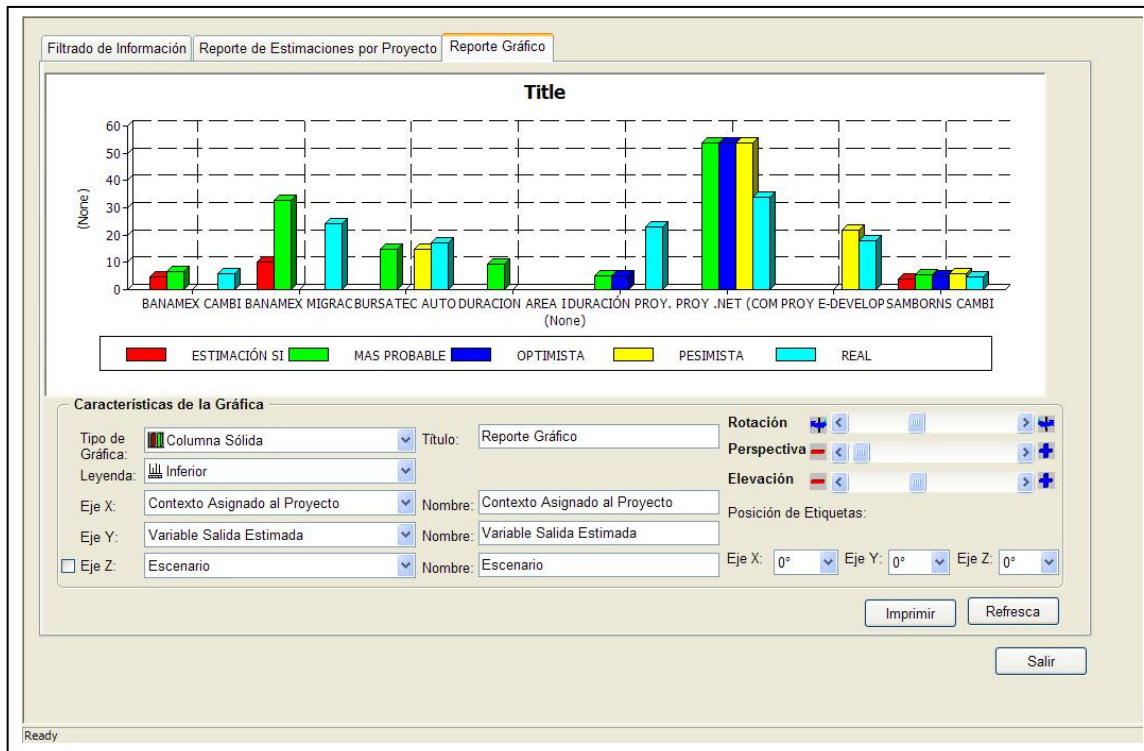 Filtrado de Información Reporte de Estimaciones por Proyecto Reporte Gráfico
Title
60
50
40
30
20
10
0
(None)
BANAMEX CAMBI BANAMEX MIGRAC BURSATEC AUTO DURACION AREA I DURACIÓN PROY. PROY .NET (COM PROY E-DEVELOP SAMBORNS CAMBI
(None)
ESTIMACIÓN SI MAS PROBABLE OPTIMISTA PESIMISTA REAL
Características de la Gráfica
Tipo de Gráfica: Columna Sólida Título: Reporte Gráfico
Leyenda: Inferior
Eje X: Contexto Asignado al Proyecto Nombre: Contexto Asignado al Proyecto
Eje Y: Variable Salida Estimada Nombre: Variable Salida Estimada
Eje Z: Escenario Nombre: Escenario
Rotación
Perspectiva
Elevación
Posición de Etiquetas:
Eje X: 0° Eje Y: 0° Eje Z: 0°
Imprimir Refresca
Salir
Ready